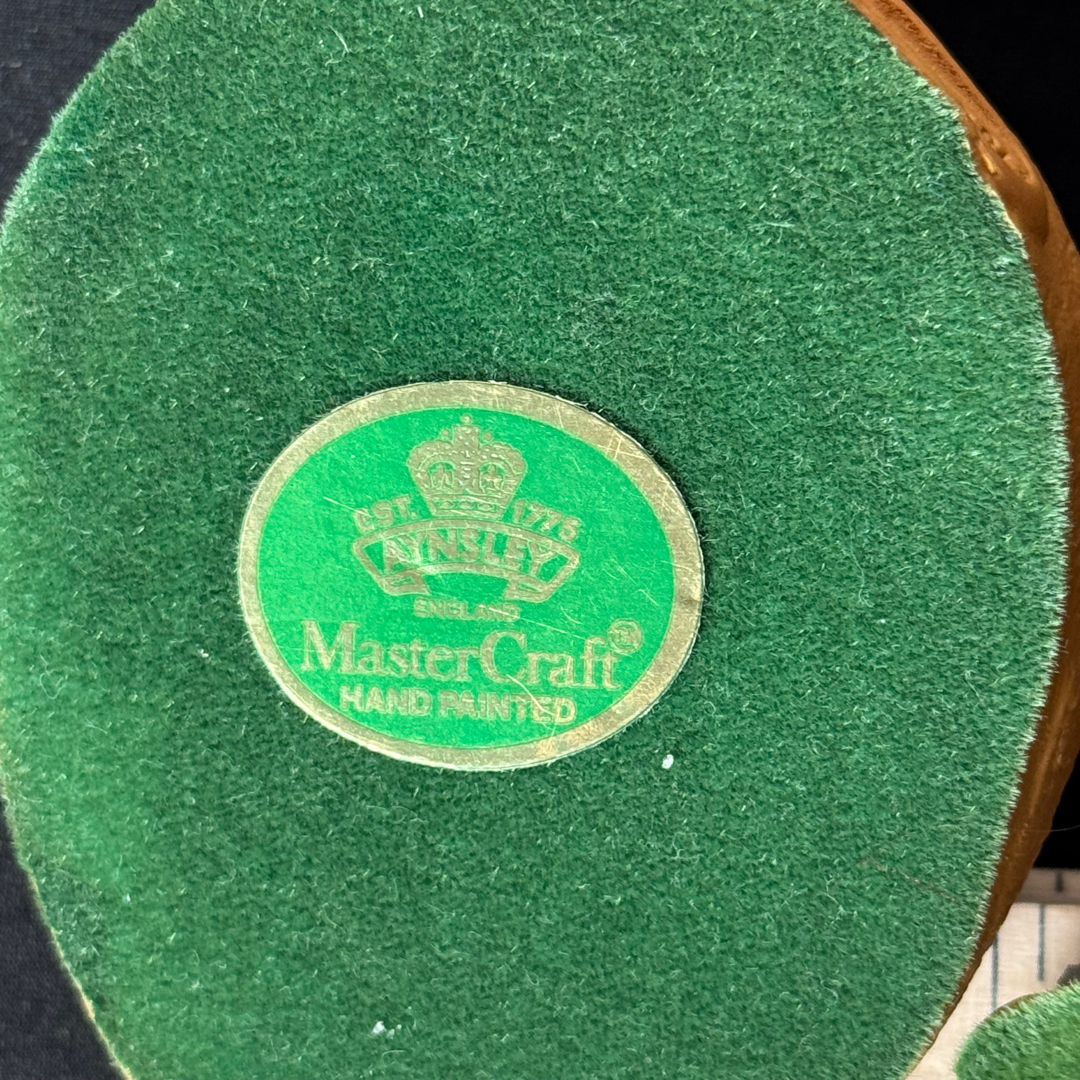 EST. 1775
AYNSLEY
ENGLAND
MasterCraft
HAND PAINTED